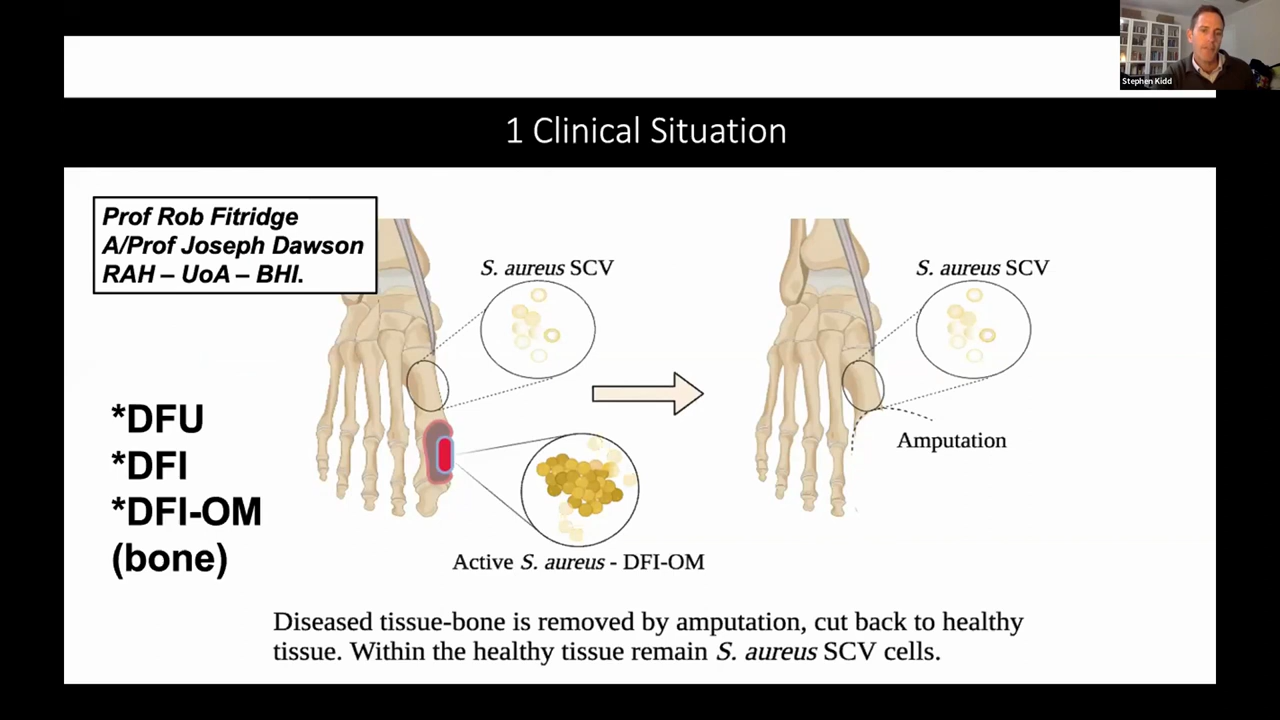 Stephen Kidd
1 Clinical Situation
Prof Rob Fitridge
A/Prof Joseph Dawson
RAH – UoA – BHI.
S. aureus SCV
S. aureus SCV
*DFU
*DFI
*DFI-OM
(bone)
Amputation
Active S. aureus - DFI-OM
Diseased tissue-bone is removed by amputation, cut back to healthy
tissue. Within the healthy tissue remain S. aureus SCV cells.